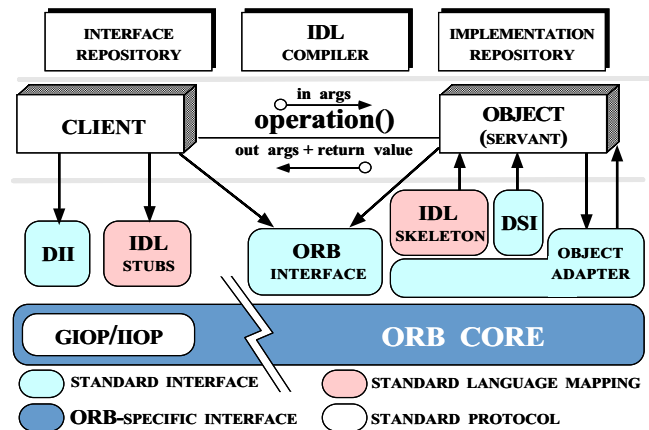 INTERFACE
REPOSITORY
IDL
COMPILER
IMPLEMENTATION
REPOSITORY
CLIENT
in args
operation()
out args + return value
OBJECT
(SERVANT)
DII
IDL
STUBS
ORB
INTERFACE
IDL
SKELETON
DSI
OBJECT
ADAPTER
GIOP/IIOP
ORB CORE
STANDARD INTERFACE
STANDARD LANGUAGE MAPPING
ORB-SPECIFIC INTERFACE
STANDARD PROTOCOL